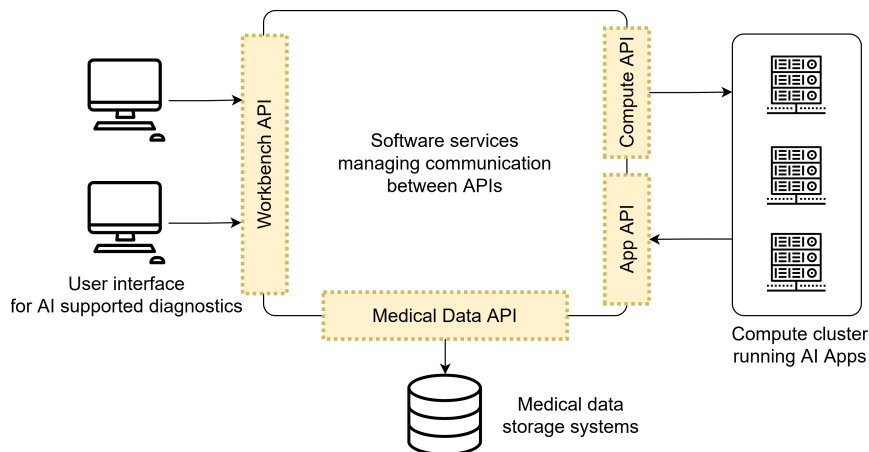 Workbench API
Software services
managing communication
between APIs
Compute API
App API
User interface
for AI supported diagnostics
Medical Data API
Compute cluster
running AI Apps
Medical data
storage systems